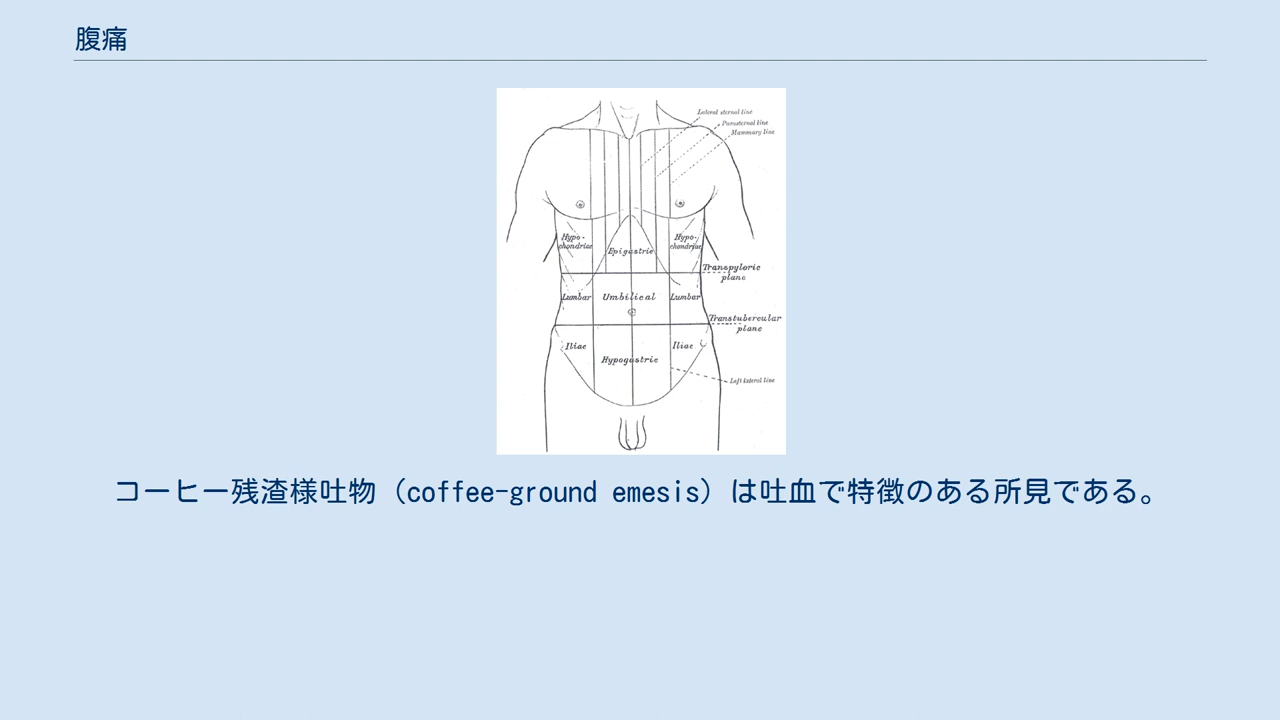 腹痛
Lateral sternal line
Parasternal line
Mammary line
Hypo-
chondriac
Epigastric
Hypo-
chondriac
Transpyloric
plane
Lumbar
Umbilical
Lumbar
Transtubercular
plane
Iliac
Hypogastric
Iliac
Left lateral line
コーヒー残渣様吐物（coffee-ground emesis）は吐血で特徴のある所見である。